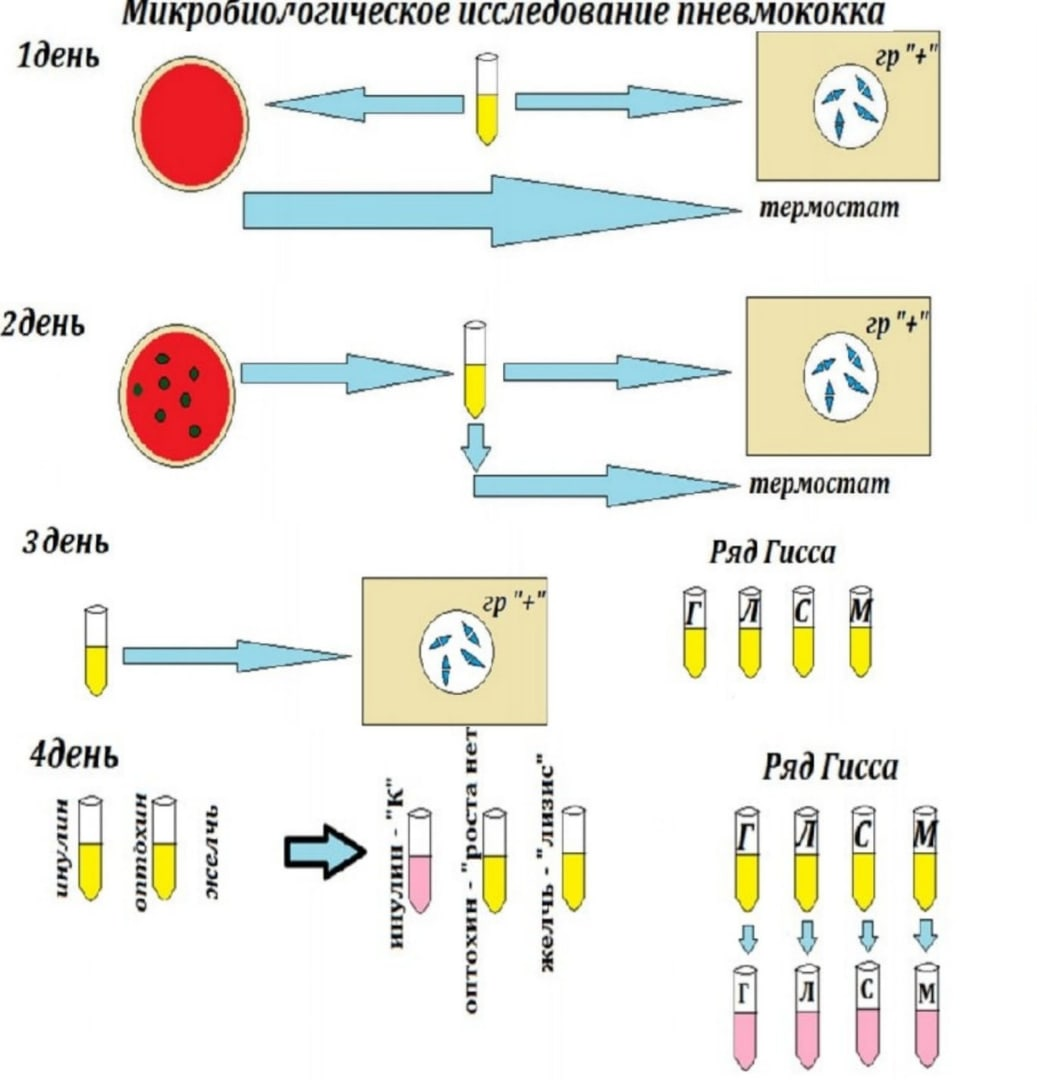 Микробиологическое исследование пневмококка
1день
гр "+"
термостат
2день
гр "+"
термостат
3 день
гр "+"
Ряд Гисса
Г Л С М
4день
инулин
оптохин
желчь
инулин - "К"
оптохин - "роста нет
желчь - "лизис"
Ряд Гисса
Г Л С М
Г Л С М